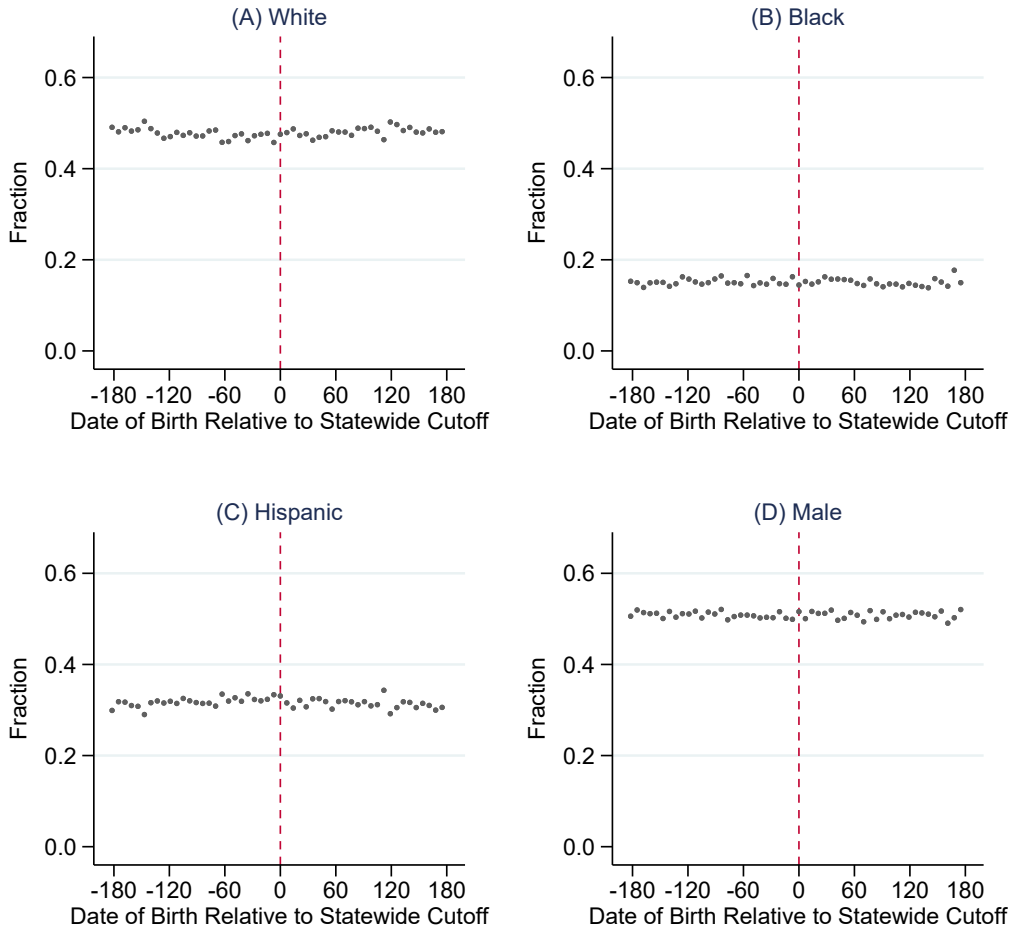 (A) White
Fraction
0.6
0.4
0.2
0.0
-180 -120 -60 0 60 120 180
Date of Birth Relative to Statewide Cutoff
(B) Black
Fraction
0.6
0.4
0.2
0.0
-180 -120 -60 0 60 120 180
Date of Birth Relative to Statewide Cutoff
(C) Hispanic
Fraction
0.6
0.4
0.2
0.0
-180 -120 -60 0 60 120 180
Date of Birth Relative to Statewide Cutoff
(D) Male
Fraction
0.6
0.4
0.2
0.0
-180 -120 -60 0 60 120 180
Date of Birth Relative to Statewide Cutoff